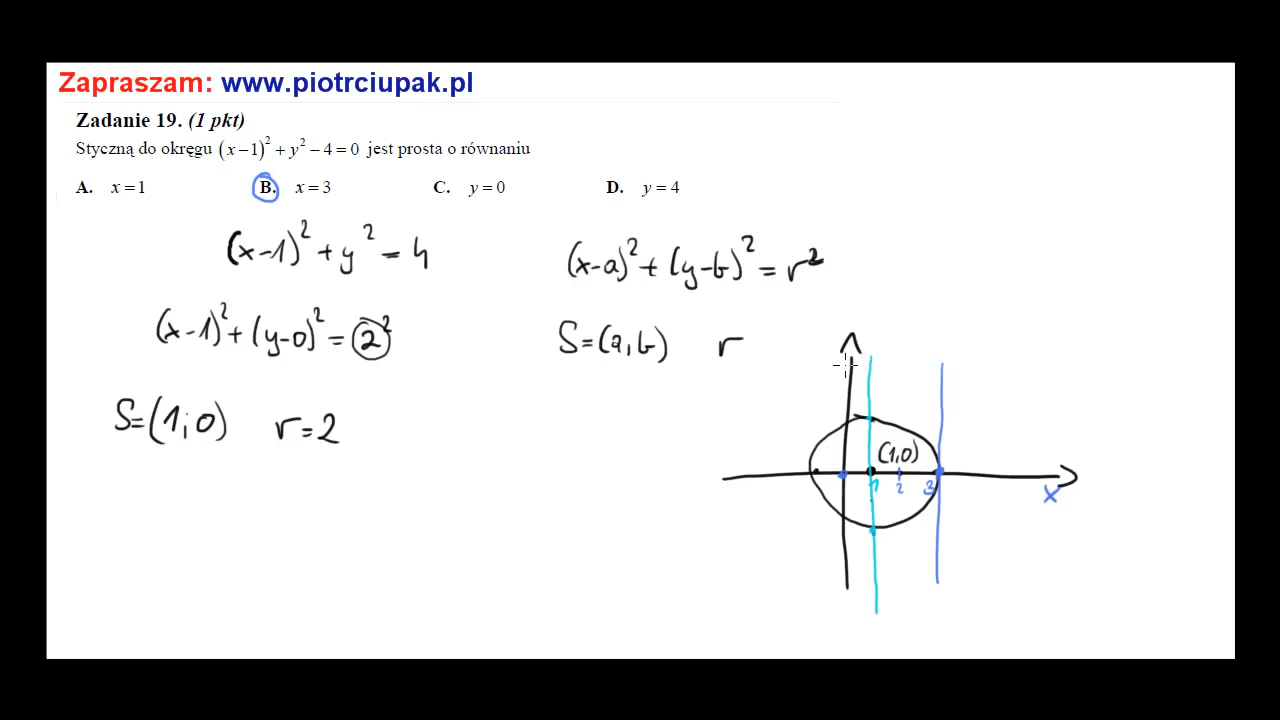 Zapraszam: www.piotrciupak.pl
Zadanie 19. (1 pkt)
Styczną do okręgu (x−1)² + y² − 4 = 0 jest prosta o równaniu
A. x = 1 B. x = 3 C. y = 0 D. y = 4
(x−1)² + y² = 4
(x−a)² + (y−b)² = r²
(x−1)² + (y−0)² = 2²
S=(a,b) r
S=(1;0) r=2
(1,0)
1 2 3
x